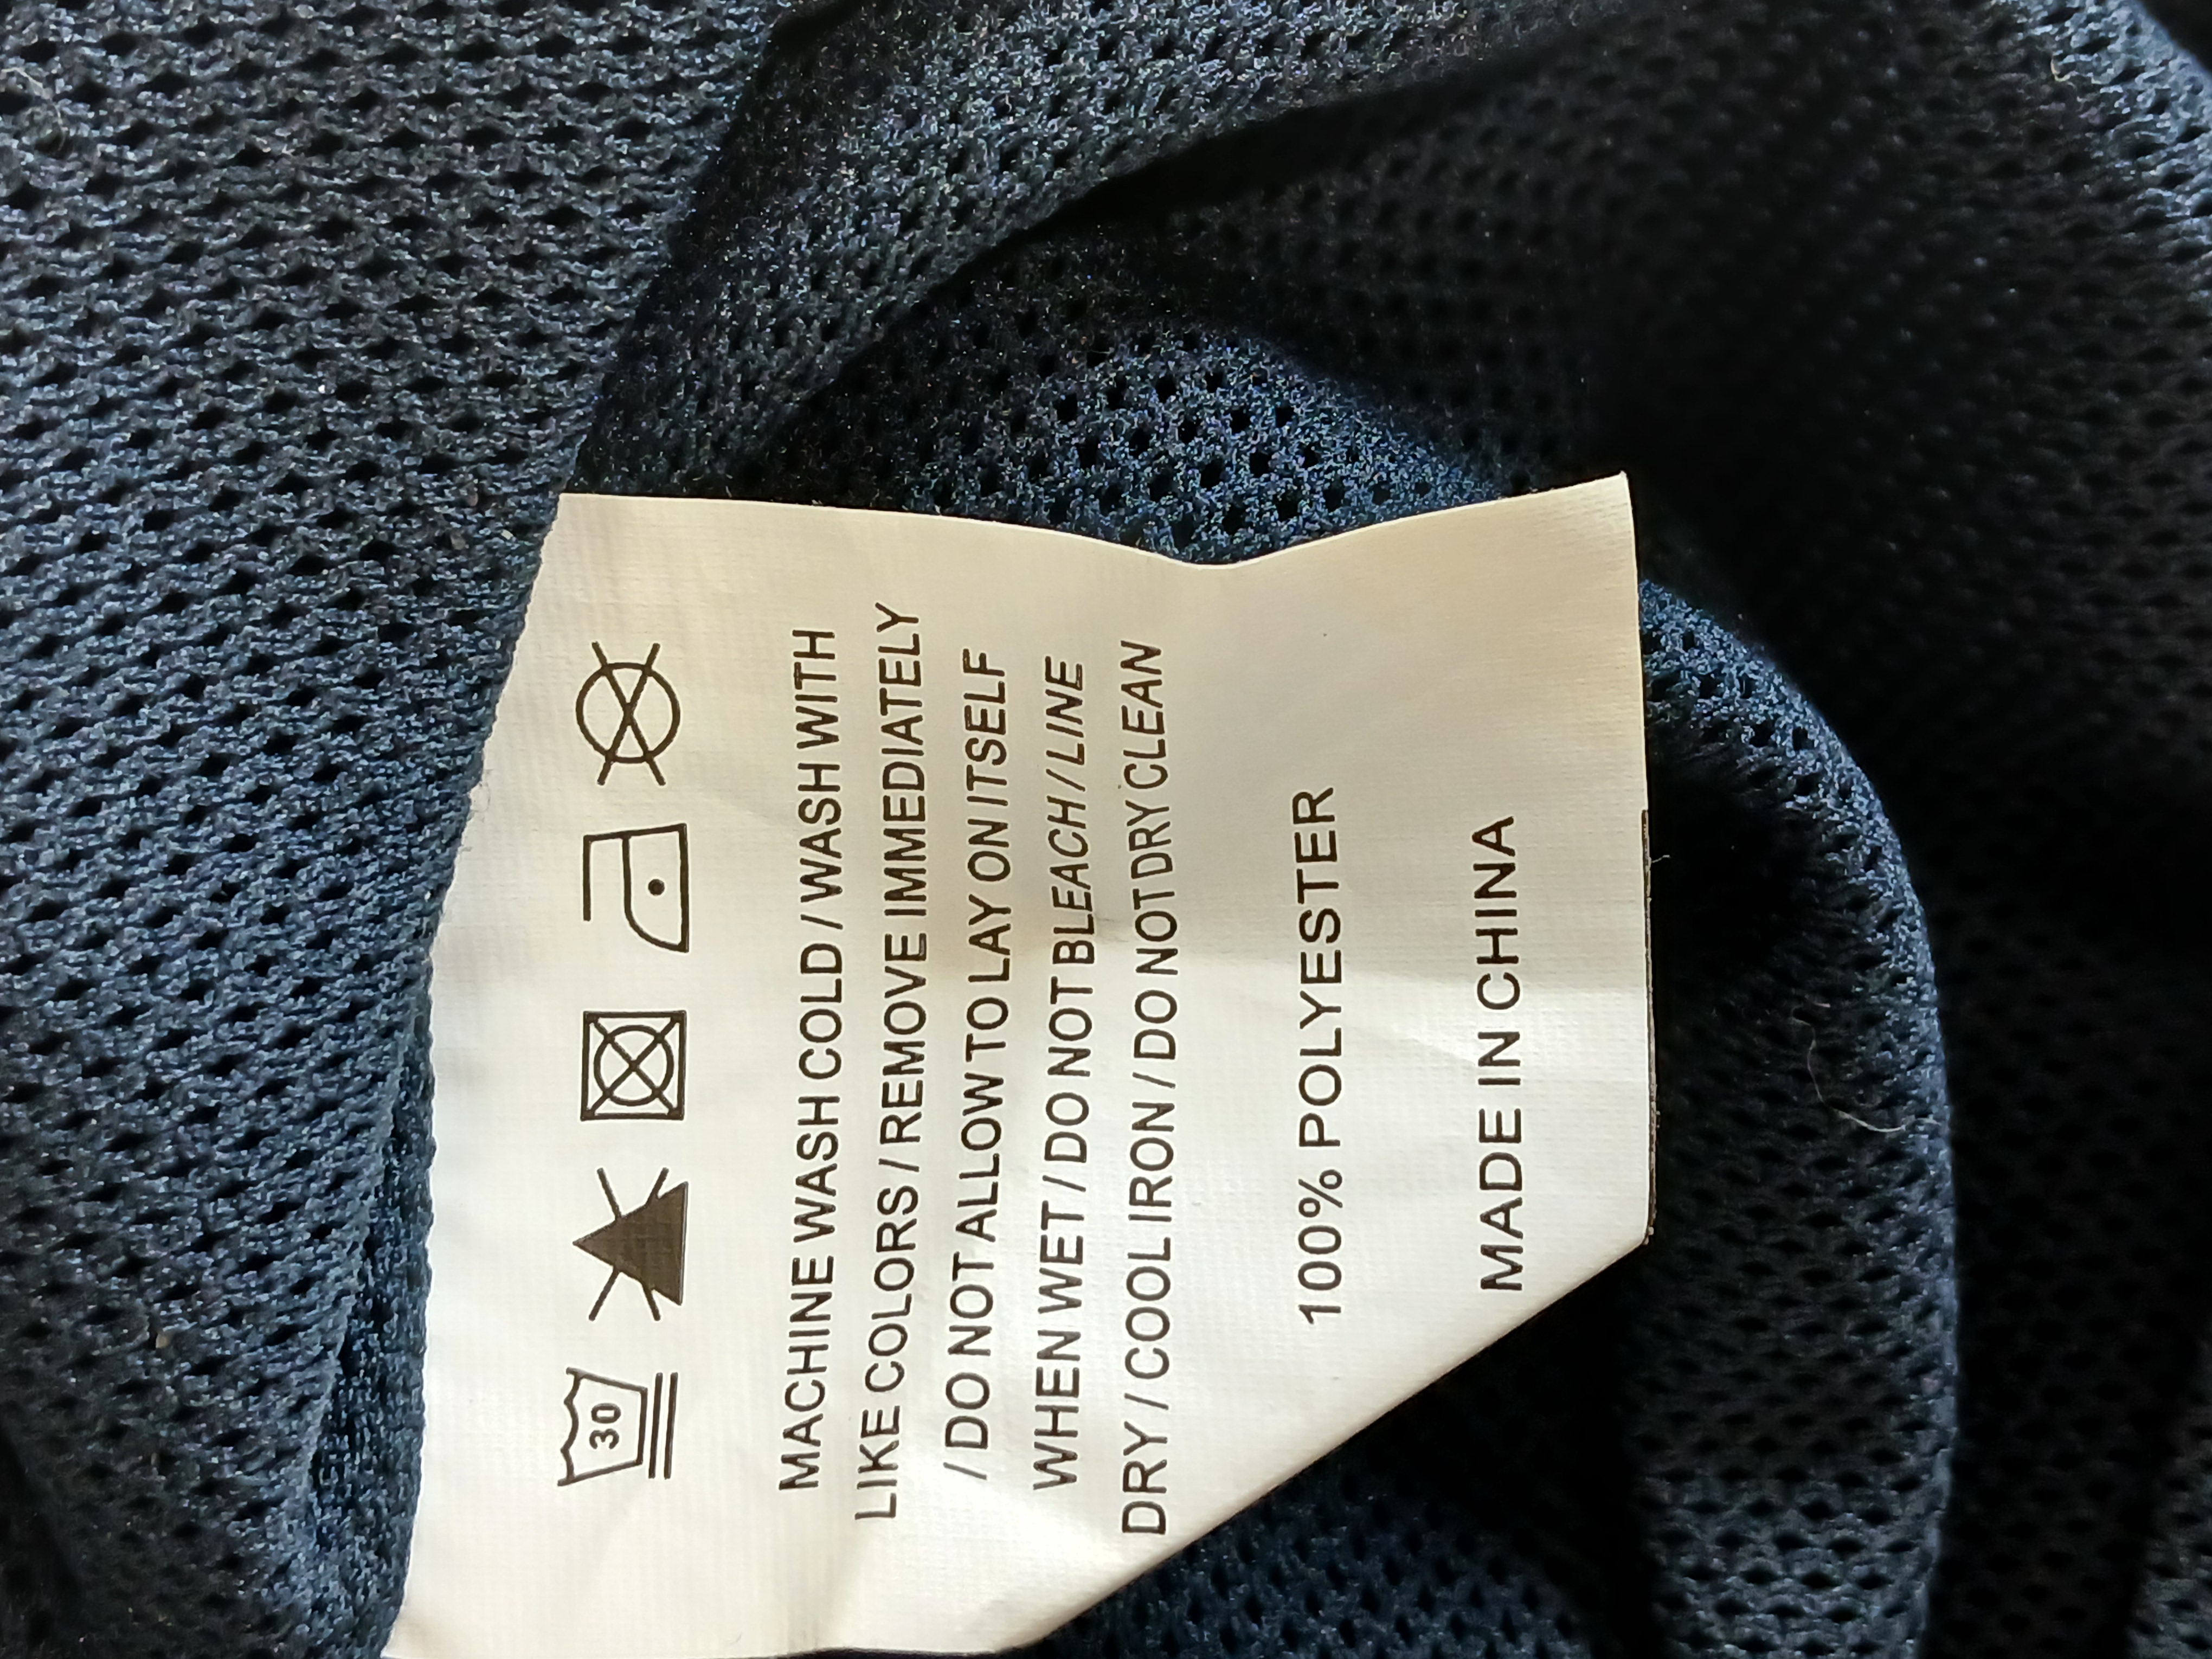 30
MACHINE WASH COLD / WASH WITH
LIKE COLORS / REMOVE IMMEDIATELY
/ DO NOT ALLOW TO LAY ON ITSELF
WHEN WET / DO NOT BLEACH / LINE
DRY / COOL IRON / DO NOT DRY CLEAN
100% POLYESTER
MADE IN CHINA